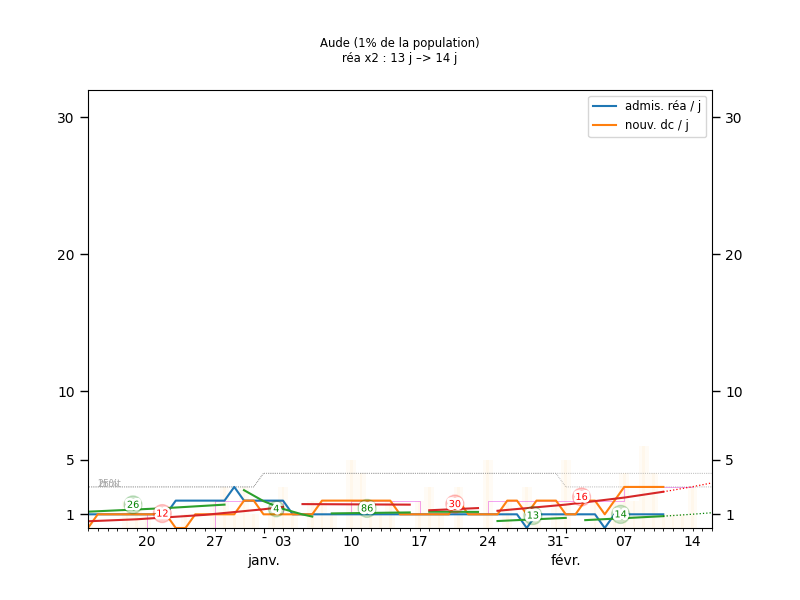 Aude (1% de la population)
réa x2 : 13 j –> 14 j
admis. réa / j
nouv. dc / j
30 30
20 20
10 10
5 5
1 1
26 12 4 86 30 13 16 14
20 27 - 03 10 17 24 31 - 07 14
janv. févr.